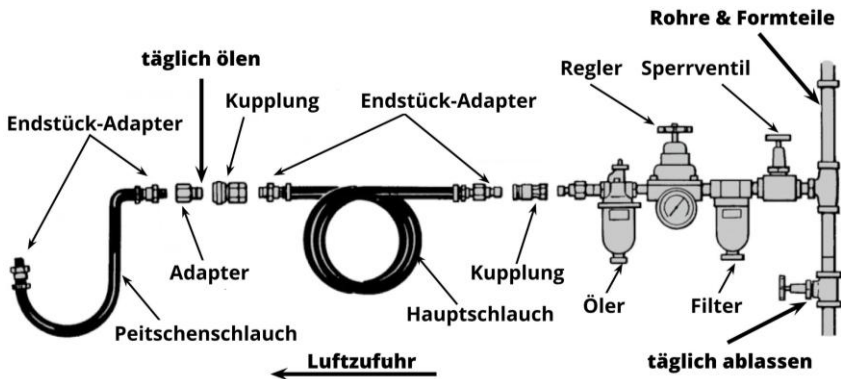 Rohre & Formteile
täglich ölen
Regler
Sperrventil
Kupplung
Endstück-Adapter
Endstück-Adapter
Adapter
Kupplung
Peitschenschlauch
Hauptschlauch
Öler
Filter
Luftzufuhr
täglich ablassen